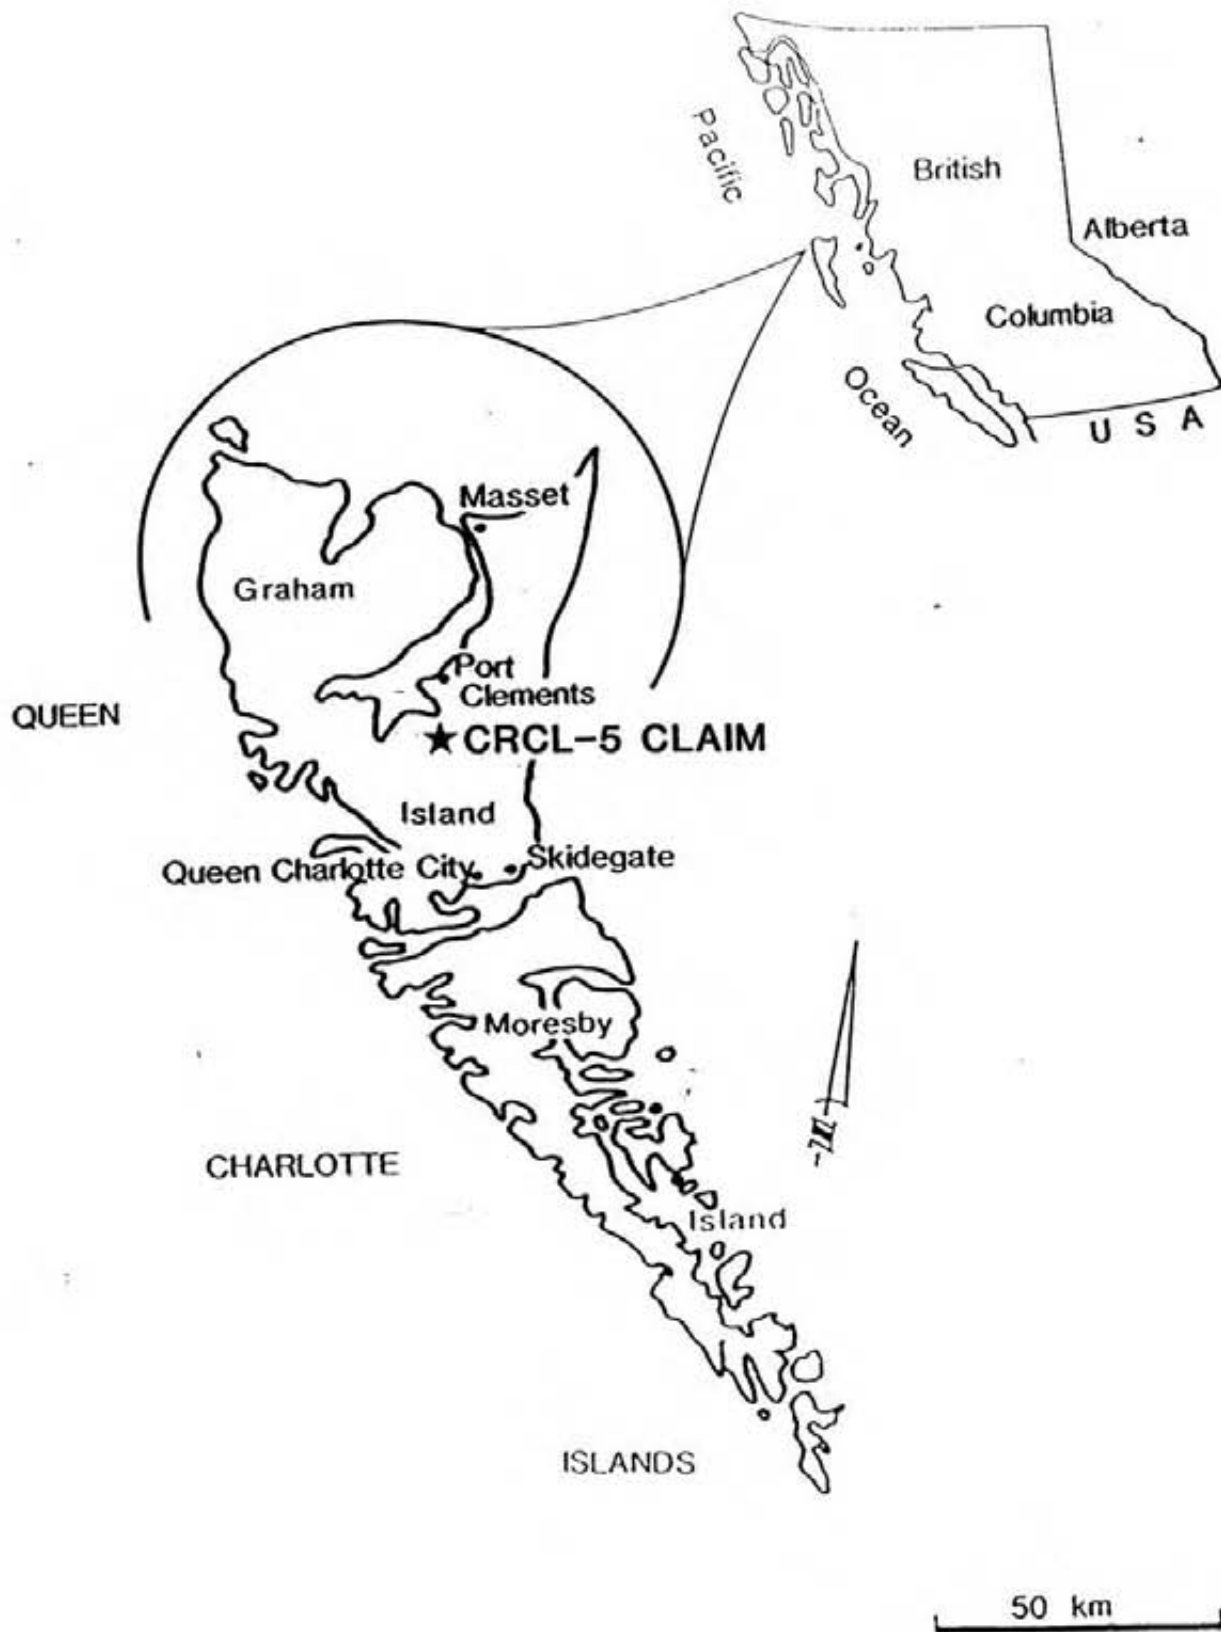 Pacific
British
Alberta
Columbia
Ocean
U S A
Masset
Graham
Port
Clements
QUEEN
★CRCL-5 CLAIM
Island
Queen Charlotte City
Skidegate
Moresby
CHARLOTTE
Island
ISLANDS
50 km